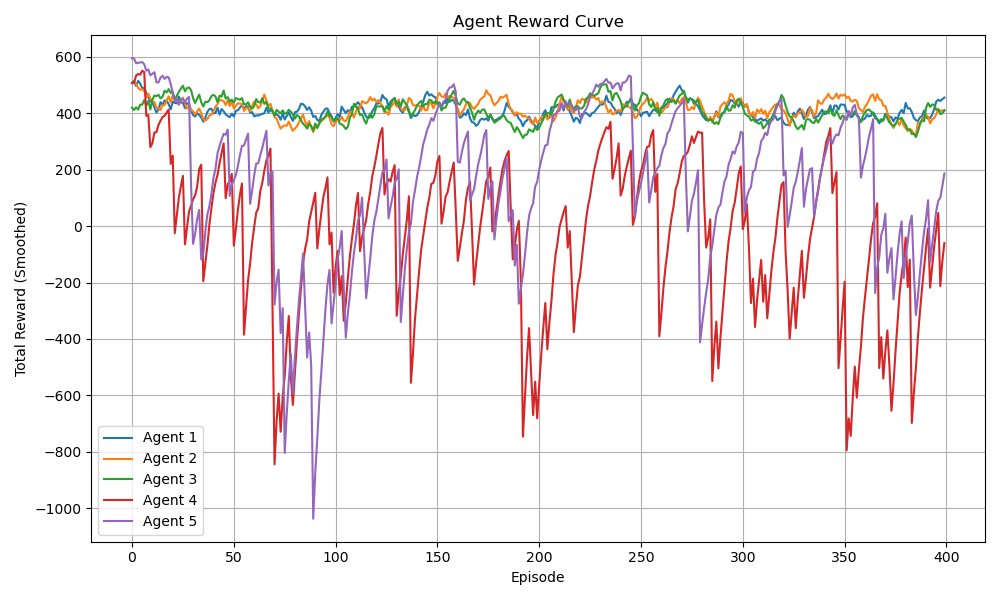 Agent Reward Curve
Total Reward (Smoothed)
600
400
200
0
−200
−400
−600
−800
−1000
Agent 1
Agent 2
Agent 3
Agent 4
Agent 5
0 50 100 150 200 250 300 350 400
Episode